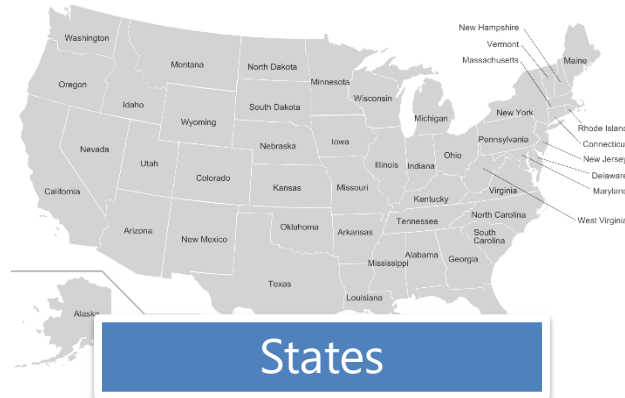 New Hampshire
Vermont
Massachusetts
Washington
Maine
Montana
North Dakota
Minnesota
Oregon
Wisconsin
Idaho
South Dakota
Michigan
New York
Wyoming
Rhode Island
Pennsylvania
Iowa
Connecticu
Nebraska
Nevada
Ohio
New Jersey
Utah
Illinois
Indiana
Delaware
Colorado
Kansas
Missouri
Virginia
Maryland
California
Kentucky
North Carolina
West Virginia
Tennessee
Oklahoma
Arizona
Arkansas
South
Carolina
New Mexico
Alabama
Georgia
Mississippi
Texas
Louisiana
Alaska
States